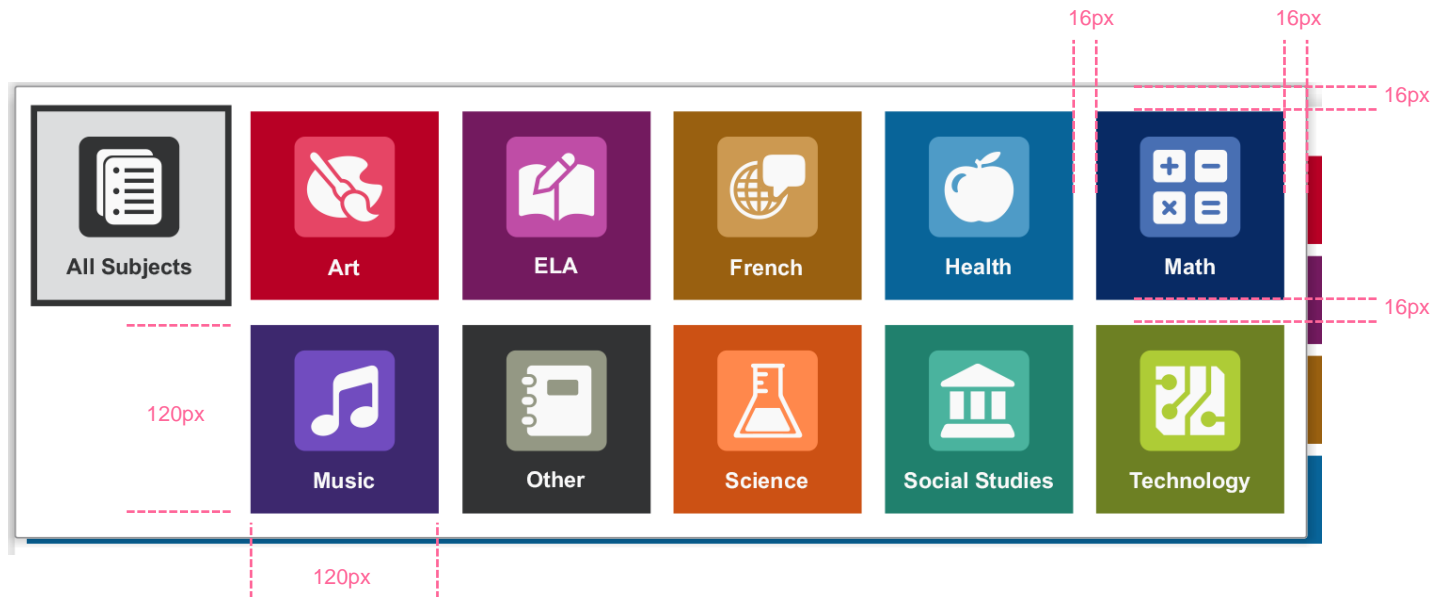 16px 16px
16px
All Subjects Art ELA French Health Math
16px
120px
Music Other Science Social Studies Technology
120px